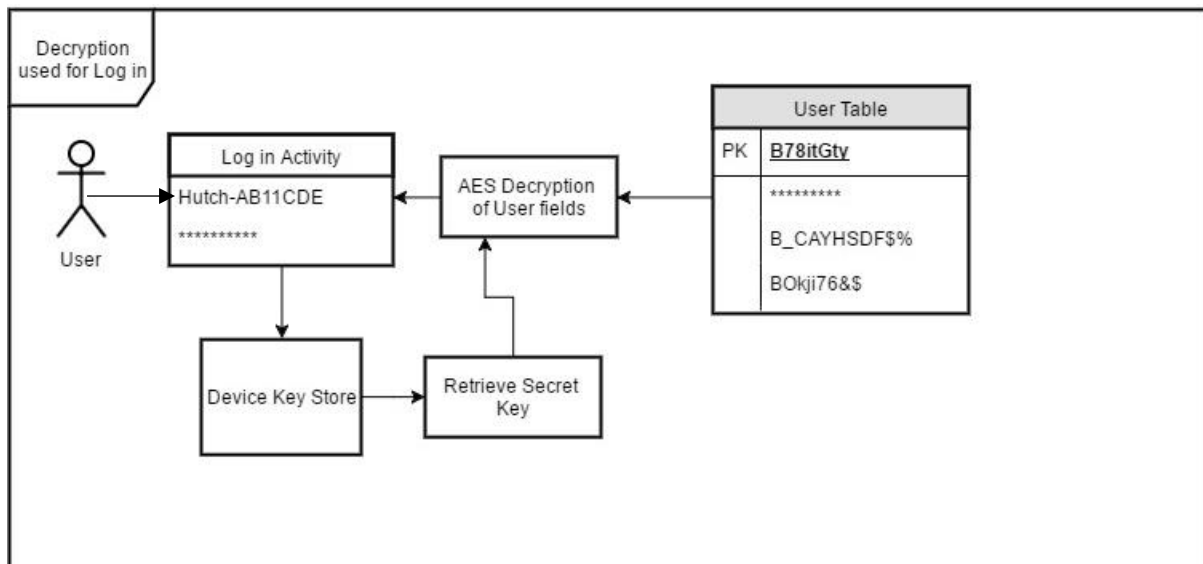 Decryption
used for Log in
User
Log in Activity
Hutch-AB11CDE
**********
AES Decryption
of User fields
User Table
PK B78itGty
*********
B_CAYHSDF$%
BOkji76&$
Device Key Store
Retrieve Secret
Key